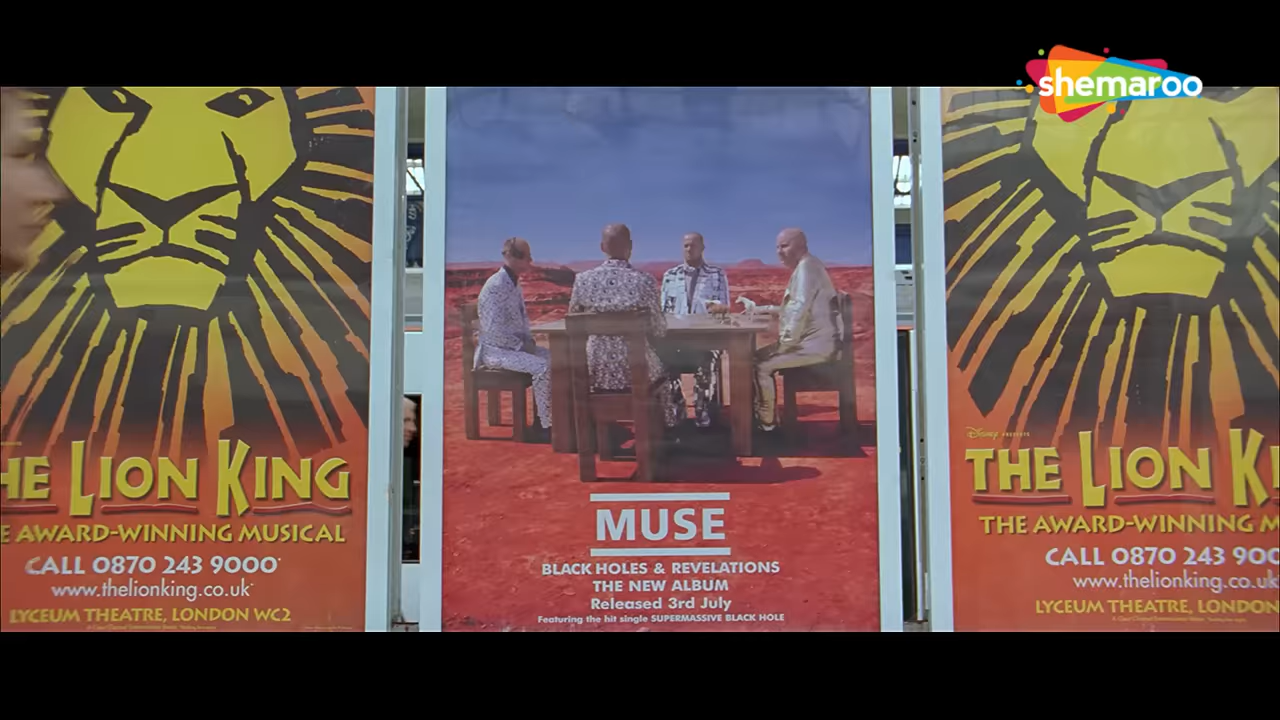 HE LION KING
E AWARD-WINNING MUSICAL
CALL 0870 243 9000*
www.thelionking.co.uk*
LYCEUM THEATRE, LONDON WC2
MUSE
BLACK HOLES & REVELATIONS
THE NEW ALBUM
Released 3rd July
Featuring the hit single SUPERMASSIVE BLACK HOLE
shemaroo
Disney PRESENTS
THE LION KI
THE AWARD-WINNING M
CALL 0870 243 900
www.thelionking.co.uk
LYCEUM THEATRE, LONDON